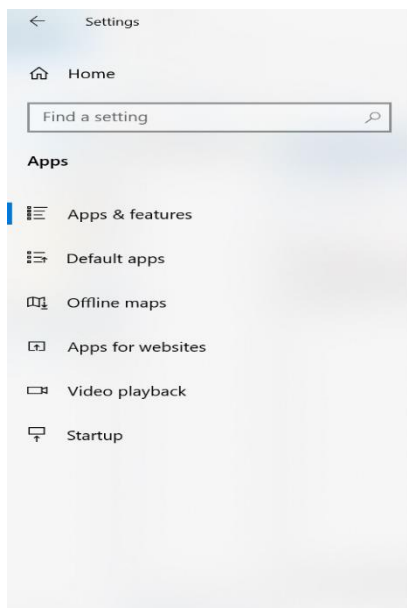 Settings
Home
Find a setting
Apps
Apps & features
Default apps
Offline maps
Apps for websites
Video playback
Startup